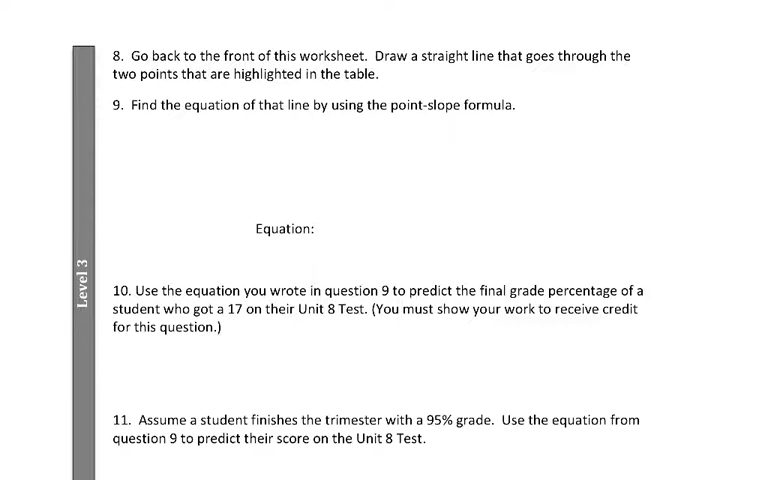 8.  Go back to the front of this worksheet.  Draw a straight line that goes through the
two points that are highlighted in the table.
9.  Find the equation of that line by using the point-slope formula.
Equation:
Level 3
10. Use the equation you wrote in question 9 to predict the final grade percentage of a
student who got a 17 on their Unit 8 Test. (You must show your work to receive credit
for this question.)
11.  Assume a student finishes the trimester with a 95% grade.  Use the equation from
question 9 to predict their score on the Unit 8 Test.